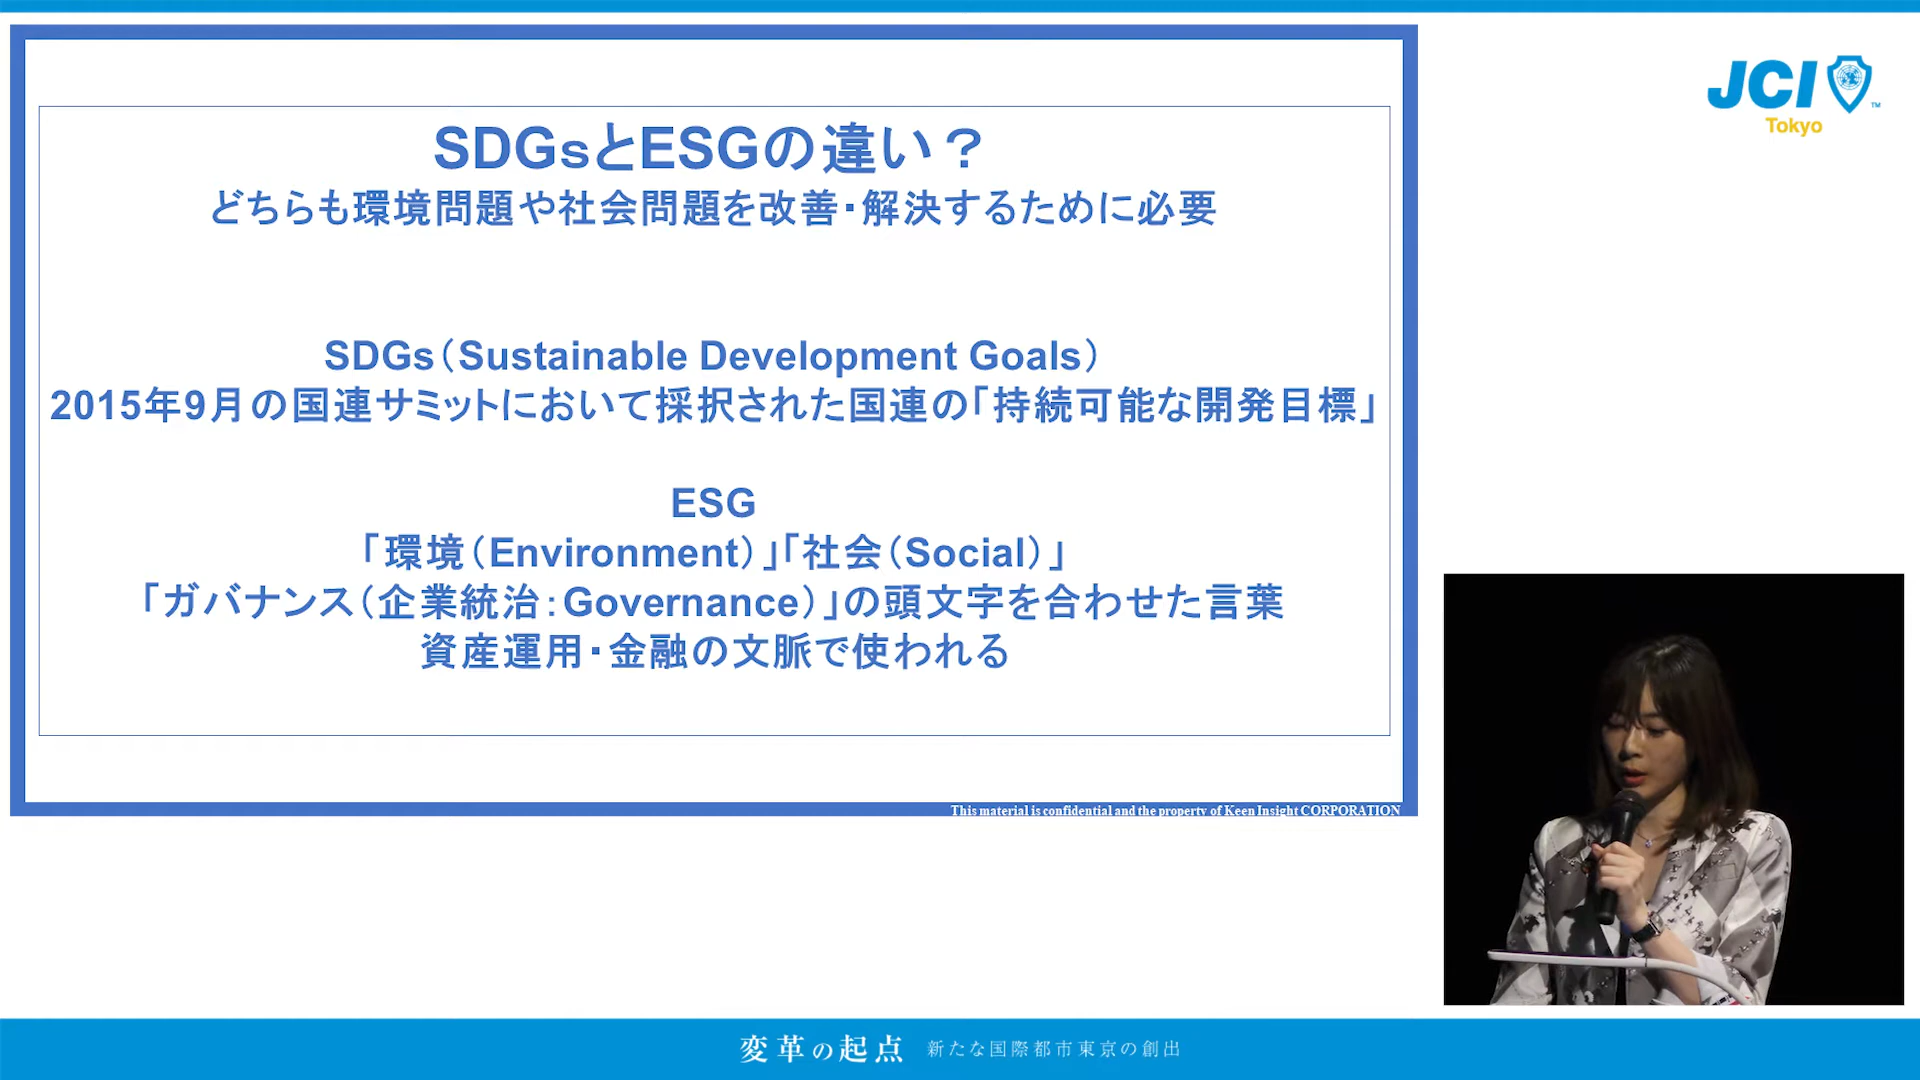 SDGsとESGの違い？
どちらも環境問題や社会問題を改善・解決するために必要
SDGs（Sustainable Development Goals）
2015年9月の国連サミットにおいて採択された国連の「持続可能な開発目標」
ESG
「環境（Environment）」「社会（Social）」
「ガバナンス（企業統治：Governance）」の頭文字を合わせた言葉
資産運用・金融の文脈で使われる
This material is confidential and the property of Keen Insight CORPORATION
JCI ™
Tokyo
変革の起点 新たな国際都市東京の創出